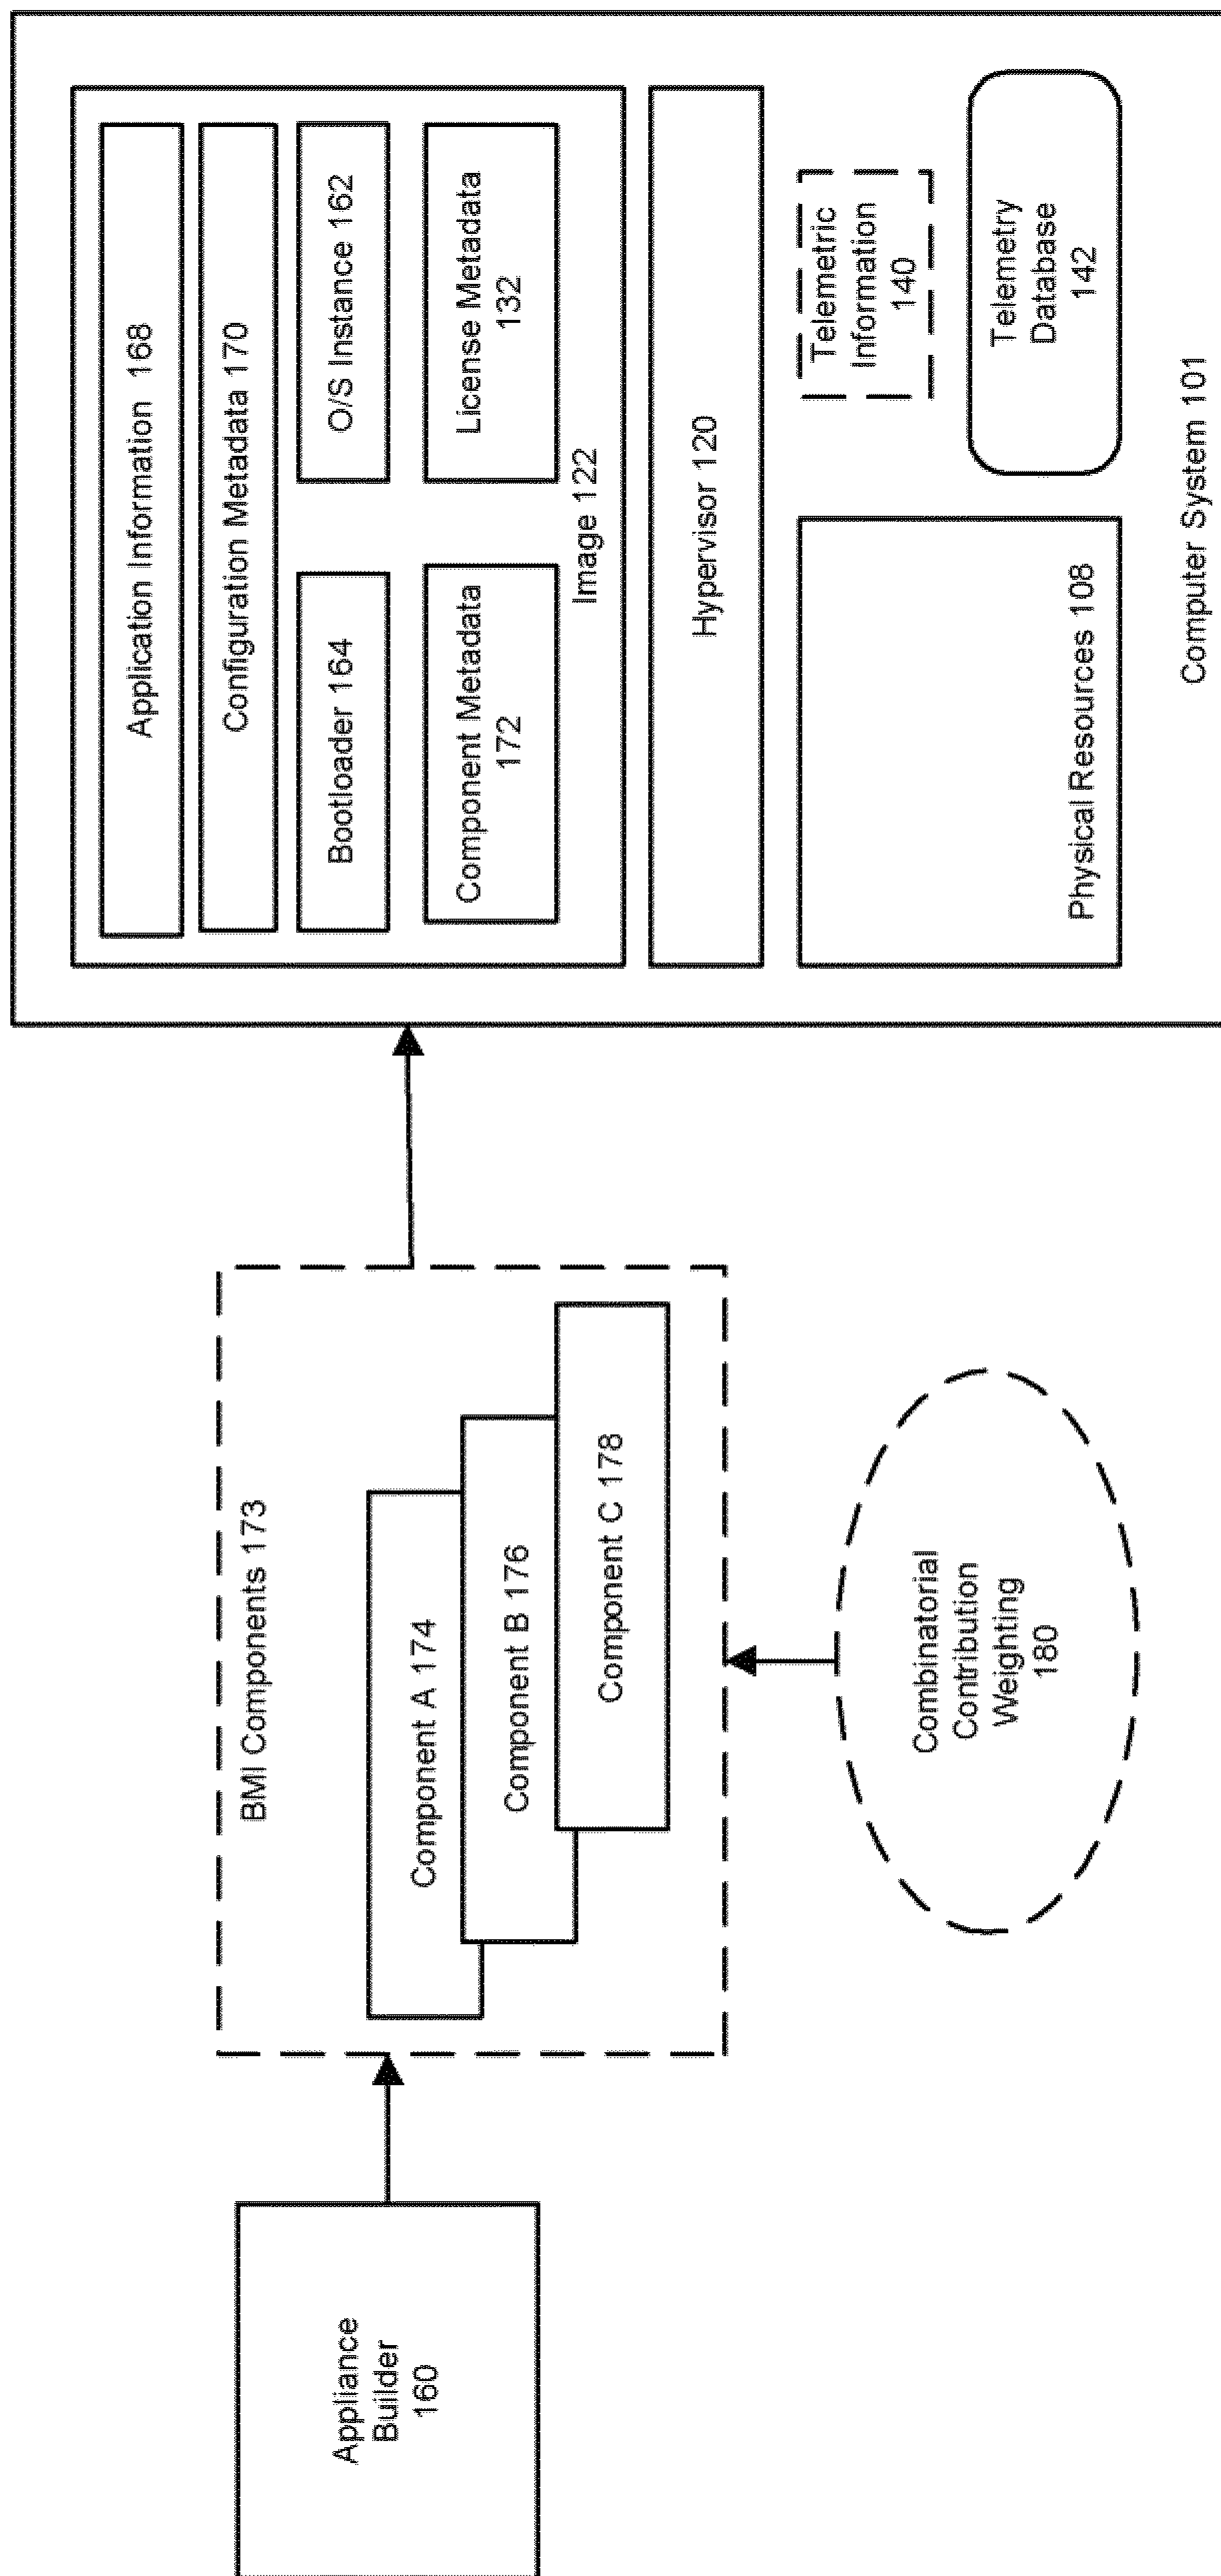 Appliance
Builder
160
BMI Components 173
Component A 174
Component B 176
Component C 178
Combinatorial
Contribution
Weighting
180
Application Information 168
Configuration Metadata 170
Bootloader 164
O/S Instance 162
Component Metadata
172
License Metadata
132
Image 122
Hypervisor 120
Physical Resources 108
Telemetric
Information
140
Telemetry
Database
142
Computer System 101